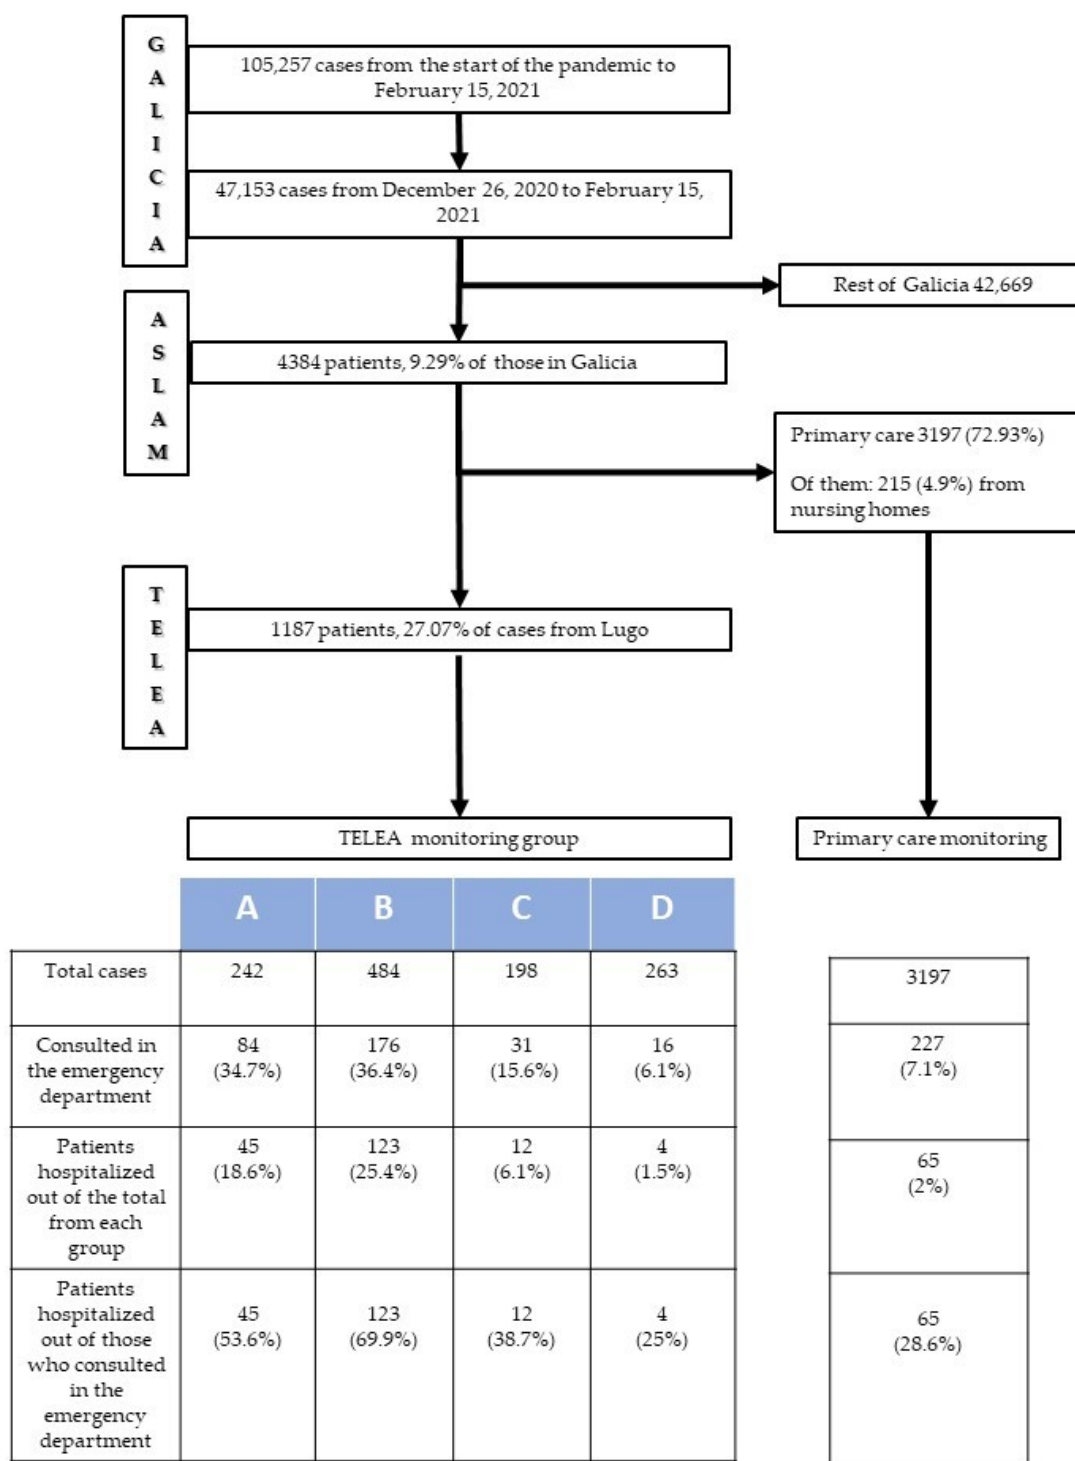 GALICIA
105,257 cases from the start of the pandemic to
February 15, 2021
47,153 cases from December 26, 2020 to February 15,
2021
Rest of Galicia 42,669
ASLAM
4384 patients, 9.29% of those in Galicia
Primary care 3197 (72.93%)
Of them: 215 (4.9%) from
nursing homes
TELEA
1187 patients, 27.07% of cases from Lugo
TELEA monitoring group
Primary care monitoring
A B C D
Total cases 242 484 198 263 3197
Consulted in
the emergency
department
84 176 31 16 227
(34.7%) (36.4%) (15.6%) (6.1%) (7.1%)
Patients
hospitalized
out of the total
from each
group
45 123 12 4 65
(18.6%) (25.4%) (6.1%) (1.5%) (2%)
Patients
hospitalized
out of those
who consulted
in the
emergency
department
45 123 12 4 65
(53.6%) (69.9%) (38.7%) (25%) (28.6%)